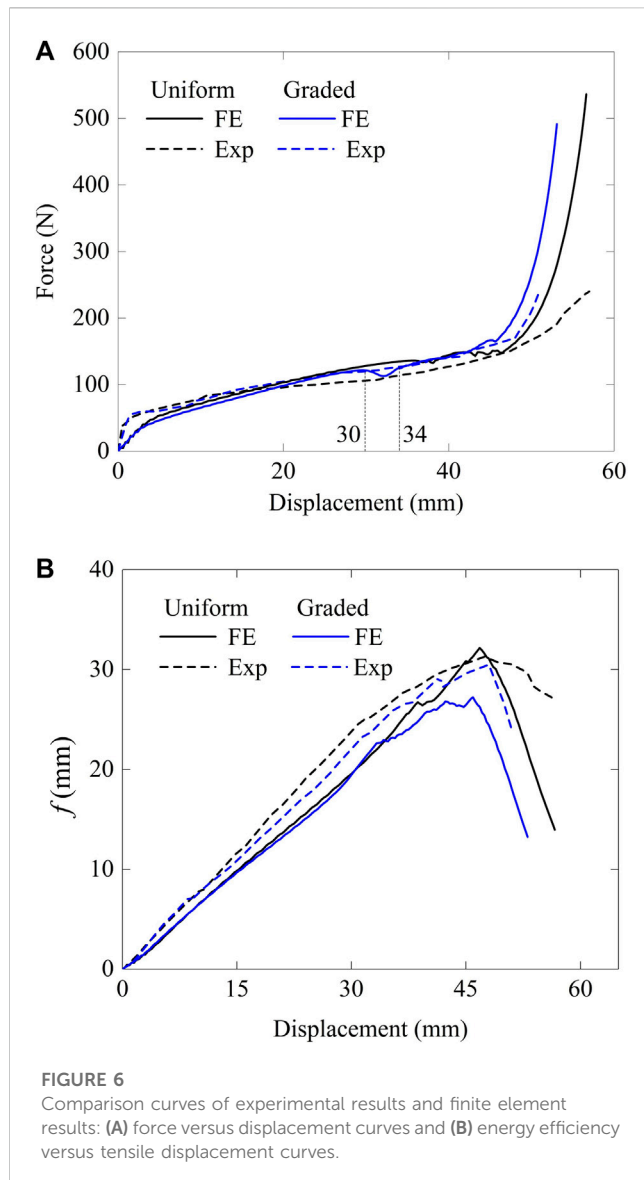 A
600
500
400
300
200
100
0
Force (N)
Uniform Graded
FE FE
Exp Exp
30 34
0 20 40 60
Displacement (mm)
B
40
30
20
10
0
f (mm)
Uniform Graded
FE FE
Exp Exp
0 15 30 45 60
Displacement (mm)
FIGURE 6
Comparison curves of experimental results and finite element
results: (A) force versus displacement curves and (B) energy efficiency
versus tensile displacement curves.